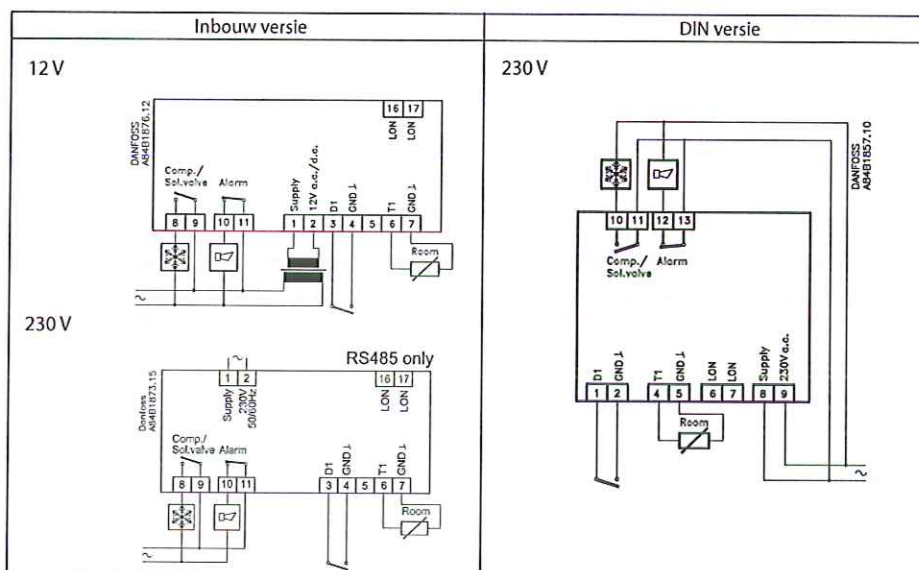 Inbouw versie
DIN versie
12 V
DANFOSS
A84B1876.12
16 17
LON LON
Comp./
Sol.valve Alarm
Supply
12V a.c./d.c.
D1
GND ⊥
T1
GND ⊥
8 9 10 11 1 2 3 4 5 6 7
Room
~
230 V
RS485 only
~
1 2
16 17
Danfoss
A84B1873.15
Supply
230V
50/60Hz
LON LON
Comp./
Sol.valve Alarm
D1
GND ⊥
T1
GND ⊥
8 9 10 11 3 4 5 6 7
Room
~
230 V
DANFOSS
A84B1857.10
10 11 12 13
Comp./ Alarm
Sol.valve
D1
GND ⊥
T1
GND ⊥
LON
LON
Supply
230V a.c.
1 2 4 5 6 7 8 9
Room
~